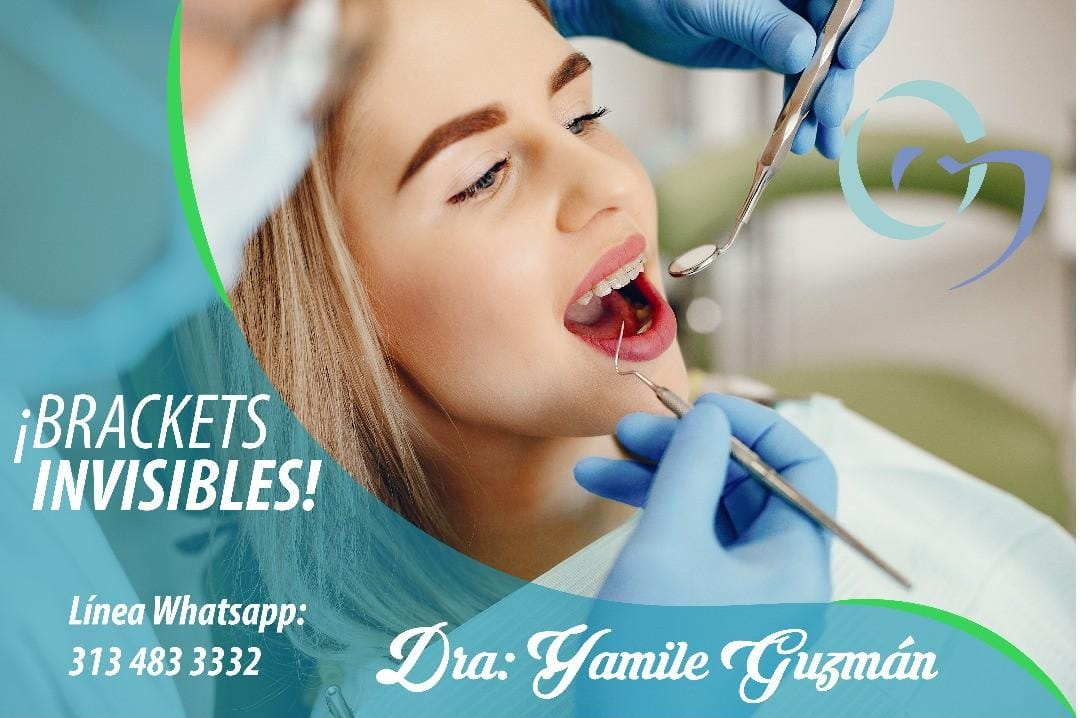 ¡BRACKETS
INVISIBLES!
Línea Whatsapp:
313 483 3332
Dra: Yamile Guzmán